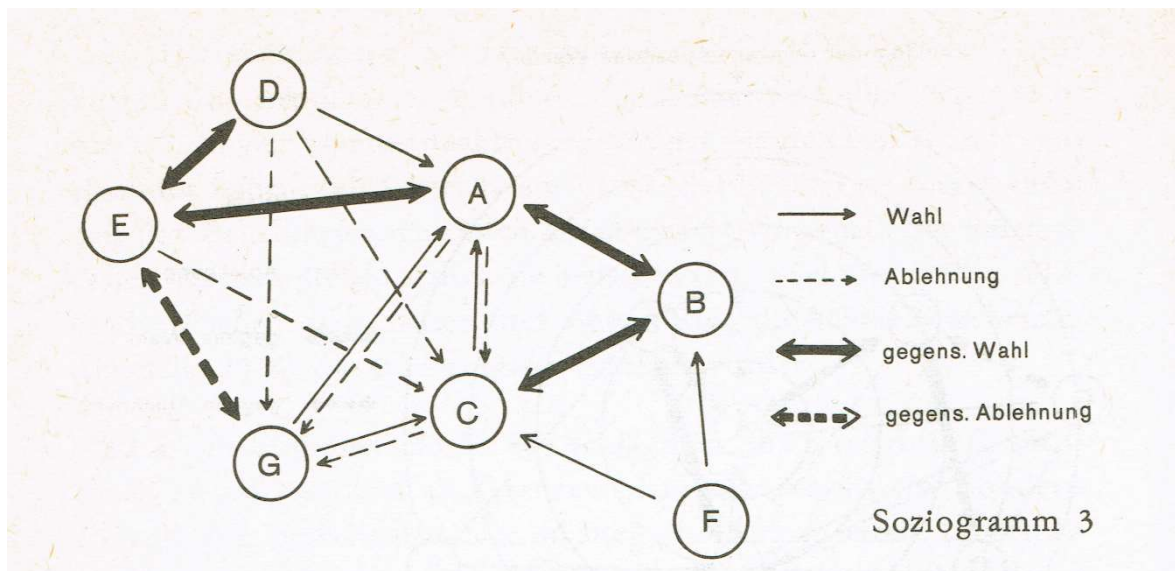 D
A
E
Wahl
Ablehnung
B
gegens. Wahl
C
gegens. Ablehnung
G
F
Soziogramm 3